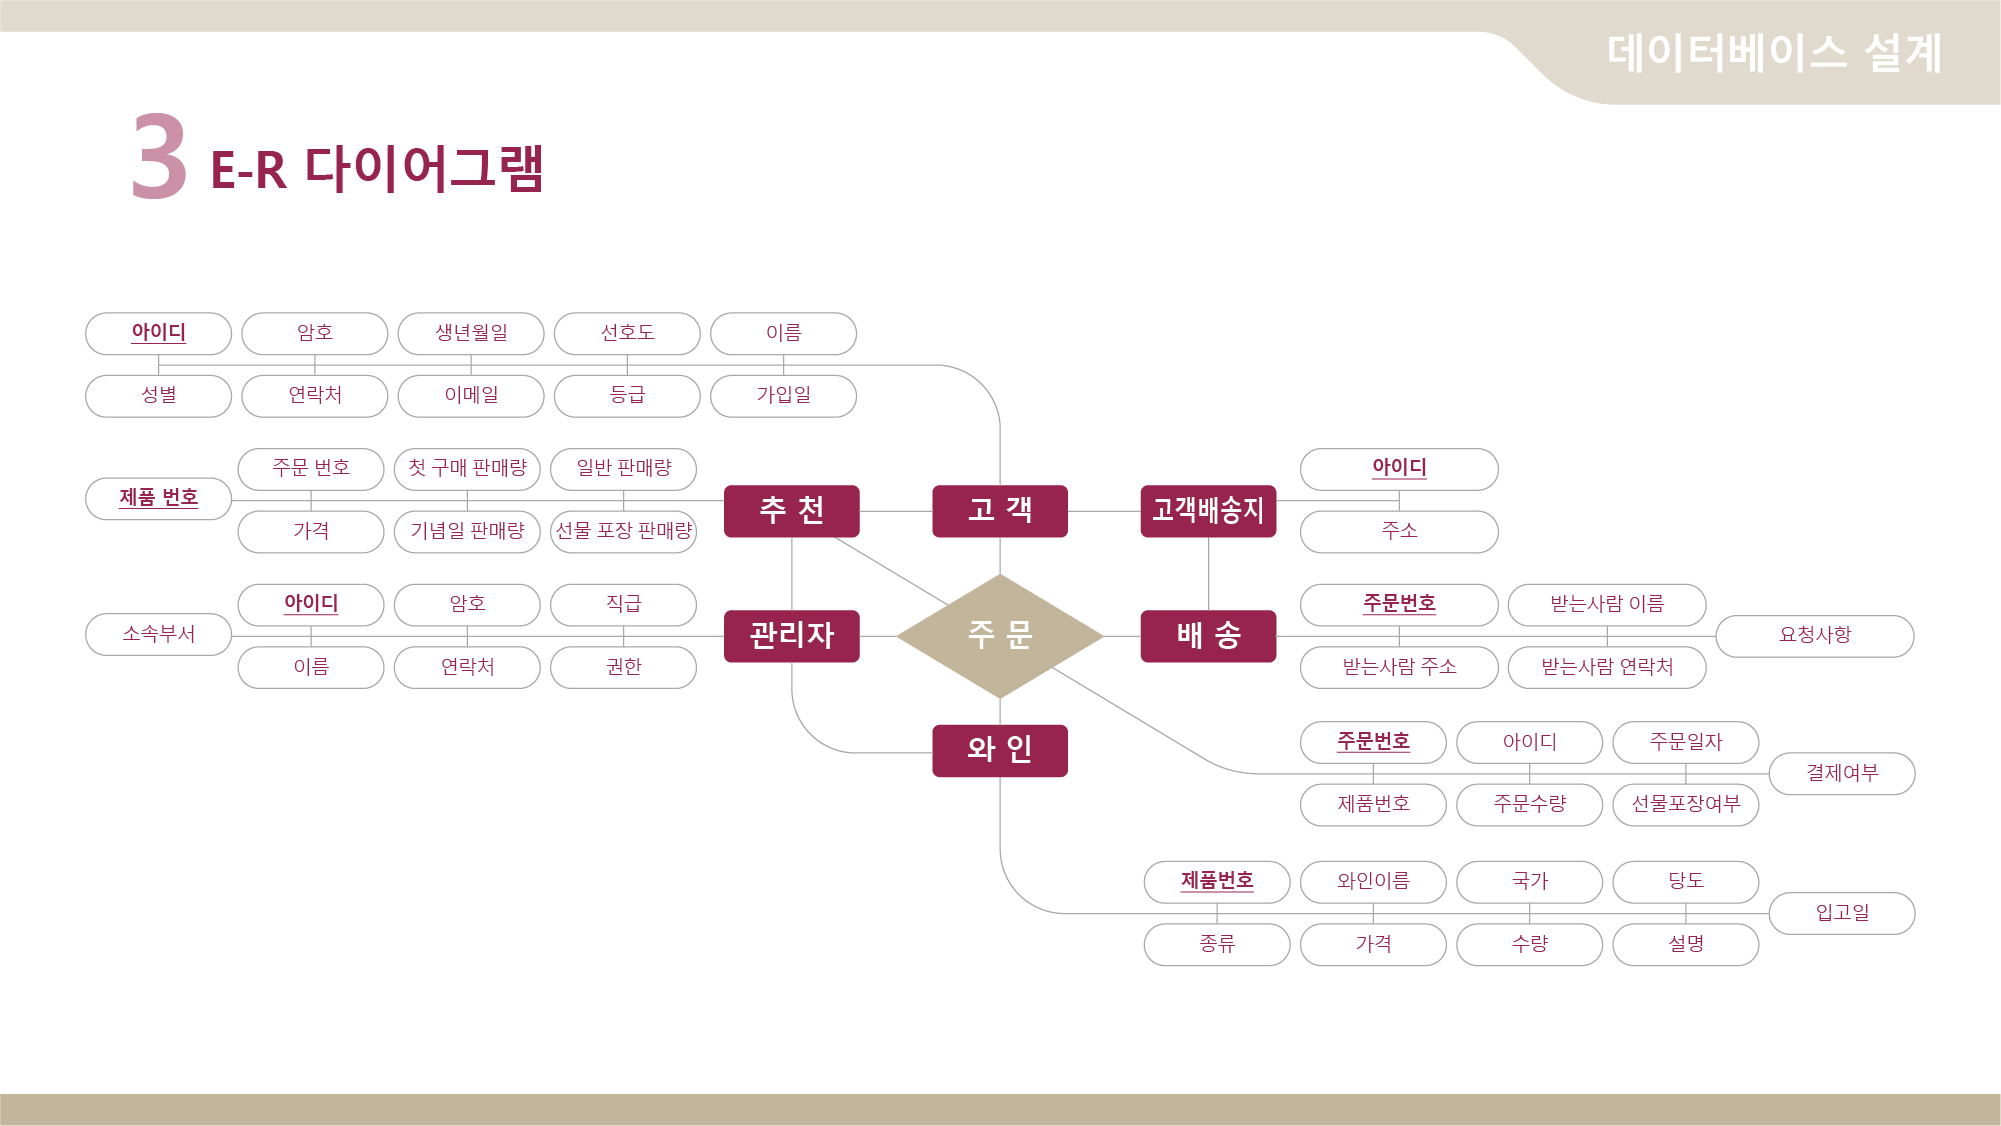 데이터베이스 설계
3 E-R 다이어그램
아이디 암호 생년월일 선호도 이름
성별 연락처 이메일 등급 가입일
주문 번호 첫 구매 판매량 일반 판매량
제품 번호
가격 기념일 판매량 선물 포장 판매량
추 천 고 객 고객배송지
아이디
주소
아이디 암호 직급
소속부서
이름 연락처 권한
관리자 주 문 배 송
주문번호 받는사람 이름
요청사항
받는사람 주소 받는사람 연락처
와 인
주문번호 아이디 주문일자
결제여부
제품번호 주문수량 선물포장여부
제품번호 와인이름 국가 당도
입고일
종류 가격 수량 설명